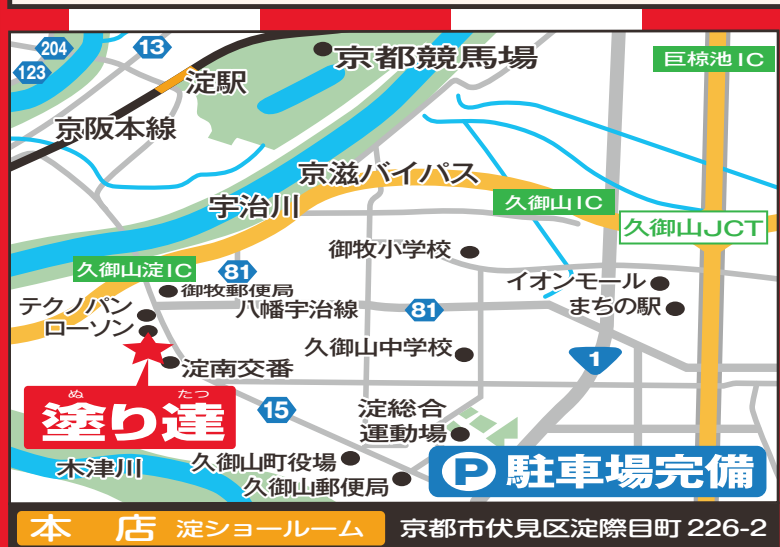 204
13
123
京都競馬場
巨椋池IC
淀駅
京阪本線
京滋バイパス
宇治川
久御山IC
久御山JCT
御牧小学校
久御山淀IC
81
イオンモール
御牧郵便局
まちの駅
テクノパン
八幡宇治線
81
ローソン
久御山中学校
1
淀南交番
ぬ たつ
塗り達
15
淀総合
運動場
木津川
久御山町役場
P 駐車場完備
久御山郵便局
本 店 淀ショールーム 京都市伏見区淀際目町226-2